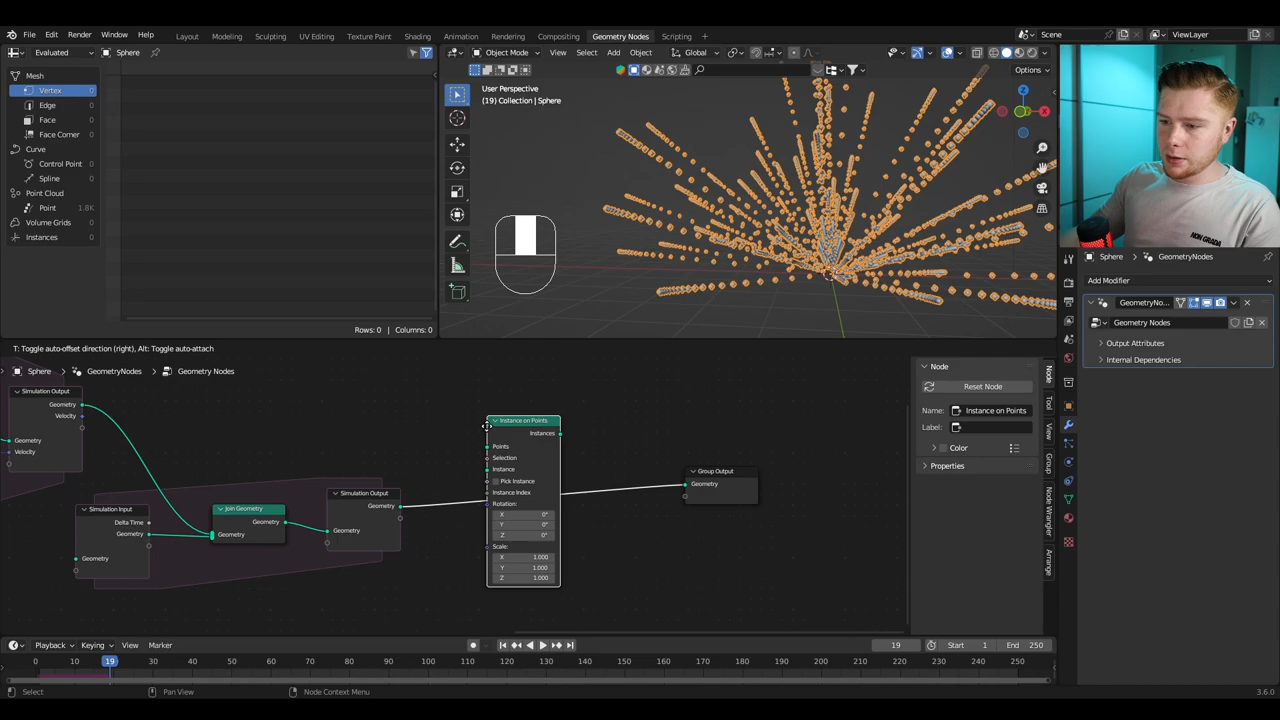 File Edit Render Window Help Layout Modeling Sculpting UV Editing Texture Paint Shading Animation Rendering Compositing Geometry Nodes Scripting Scene ViewLayer
Evaluated Sphere Object Mode View Select Add Object Global
Options
Mesh
Vertex 0
Edge 0
Face 0
Face Corner 0
Curve
Control Point 0
Spline 0
Point Cloud
Point 1.8K
Volume Grids 0
Instances 0
Rows: 0 | Columns: 0
User Perspective
(19) Collection | Sphere
Z
X
NON GRADA
Sphere GeometryNodes
Add Modifier
GeometryNo...
Geometry Nodes
Output Attributes
Internal Dependencies
T: Toggle auto-offset direction (right), Alt: Toggle auto-attach
Sphere GeometryNodes Geometry Nodes
Simulation Output
Geometry
Velocity
Geometry
Velocity
Simulation Input
Delta Time
Geometry
Geometry
Join Geometry
Geometry
Geometry
Simulation Output
Geometry
Geometry
Instance on Points
Instances
Points
Selection
Instance
Pick Instance
Instance Index
Rotation:
X 0°
Y 0°
Z 0°
Scale:
X 1.000
Y 1.000
Z 1.000
Group Output
Geometry
Node
Reset Node
Name: Instance on Points
Label:
Color
Properties
Node
Tool
View
Group
Node Wrangler
Arrange
Playback Keying View Marker 19 Start 1 End 250
0 10 19 30 40 50 60 70 80 90 100 110 120 130 140 150 160 170 180 190 200 210 220 230 240 250
Select Pan View Node Context Menu 3.6.0